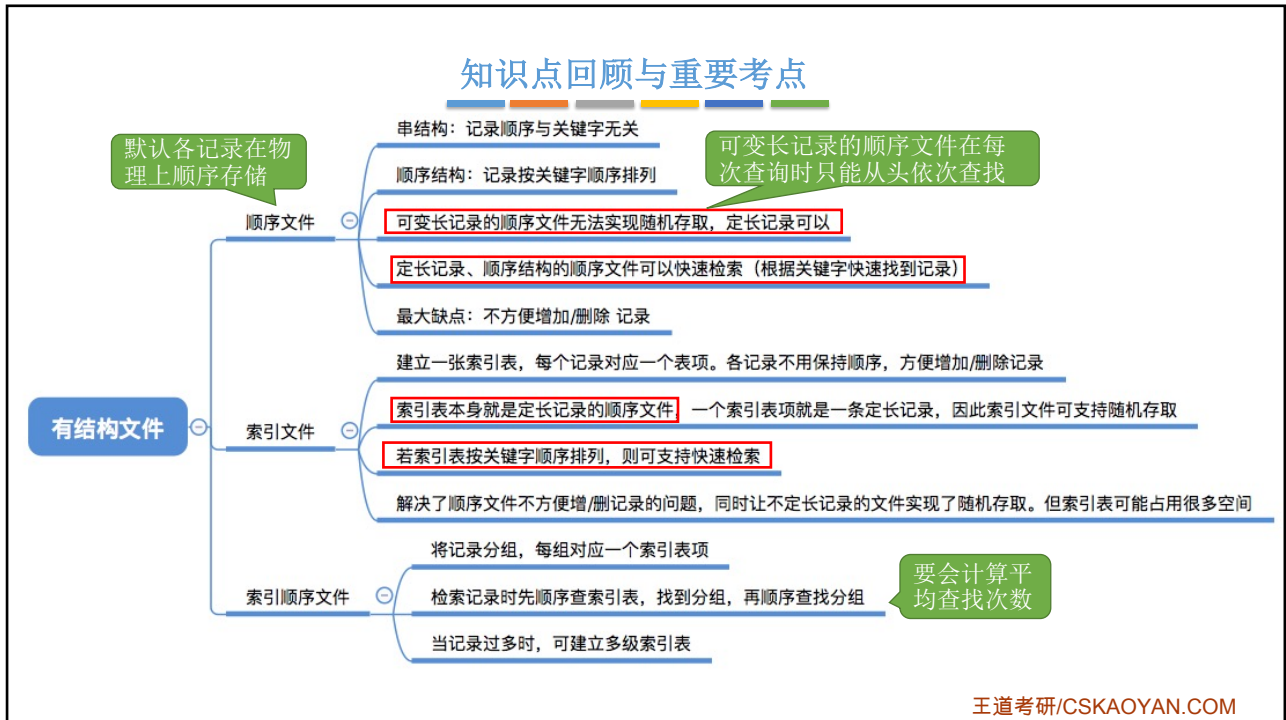 知识点回顾与重要考点
默认各记录在物
理上顺序存储
可变长记录的顺序文件在每
次查询时只能从头依次查找
有结构文件
顺序文件
串结构：记录顺序与关键字无关
顺序结构：记录按关键字顺序排列
可变长记录的顺序文件无法实现随机存取，定长记录可以
定长记录、顺序结构的顺序文件可以快速检索（根据关键字快速找到记录）
最大缺点：不方便增加/删除 记录
索引文件
建立一张索引表，每个记录对应一个表项。各记录不用保持顺序，方便增加/删除记录
索引表本身就是定长记录的顺序文件，一个索引表项就是一条定长记录，因此索引文件可支持随机存取
若索引表按关键字顺序排列，则可支持快速检索
解决了顺序文件不方便增/删记录的问题，同时让不定长记录的文件实现了随机存取。但索引表可能占用很多空间
索引顺序文件
将记录分组，每组对应一个索引表项
检索记录时先顺序查索引表，找到分组，再顺序查找分组
当记录过多时，可建立多级索引表
要会计算平
均查找次数
王道考研/CSKAOYAN.COM